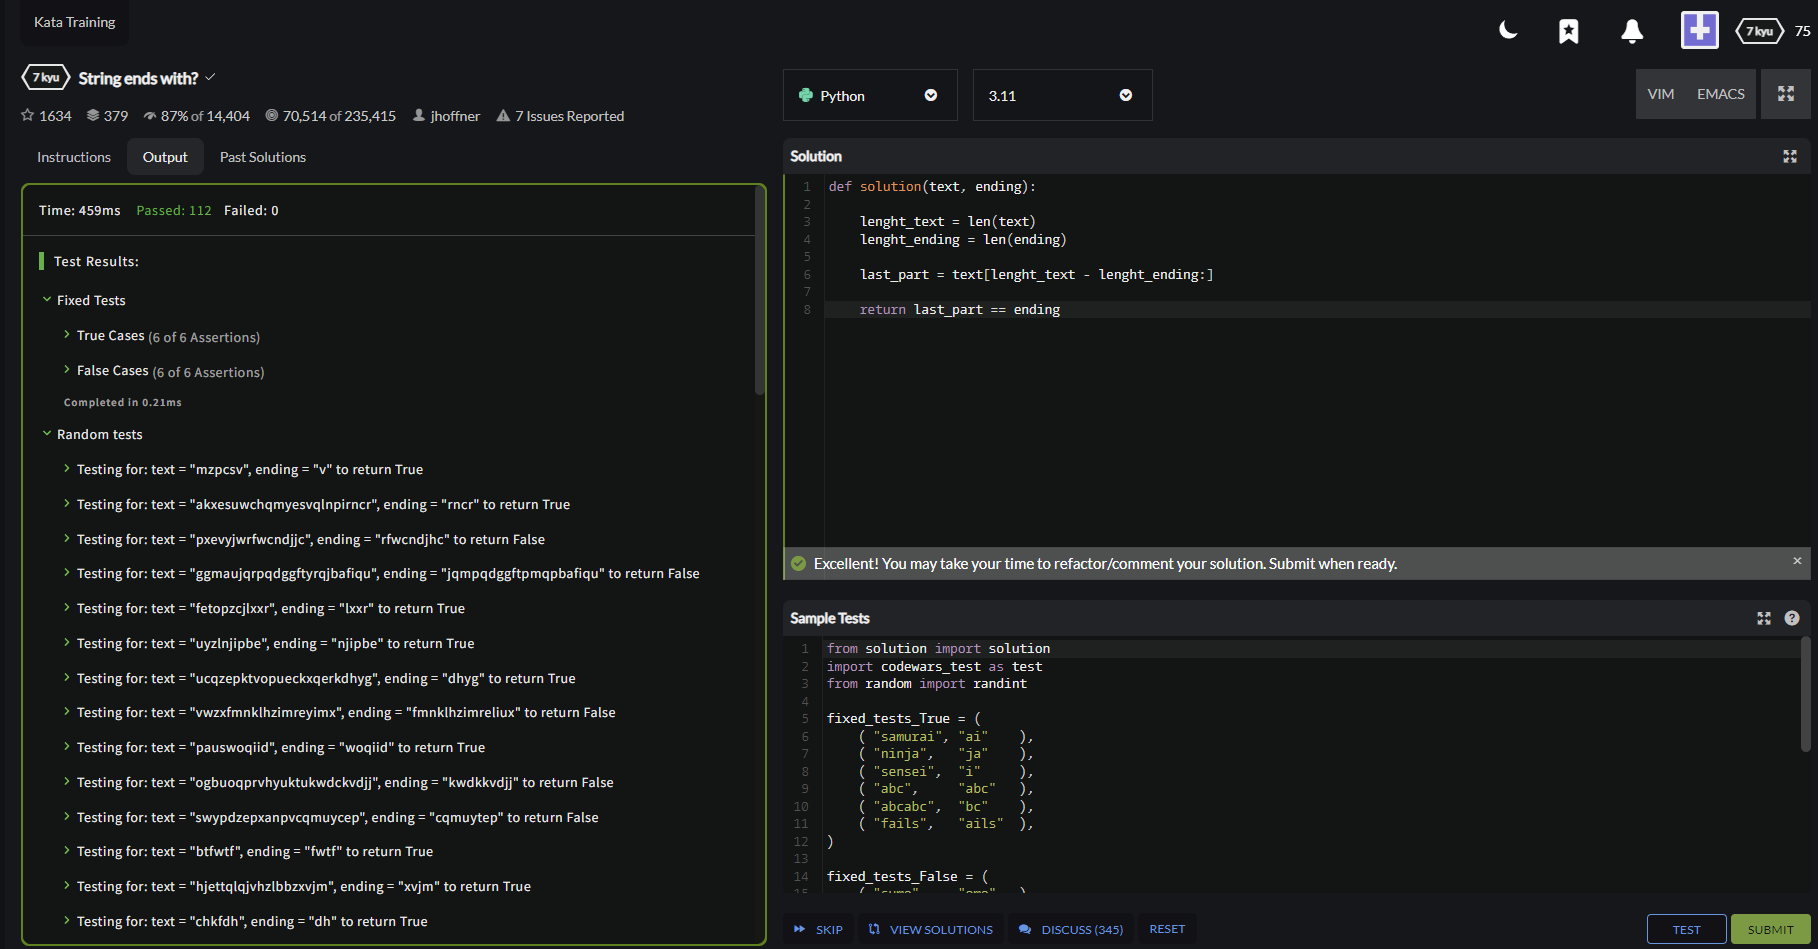 Kata Training
7 kyu 75
7 kyu String ends with?
1634 379 87% of 14,404 70,514 of 235,415 jhoffner 7 Issues Reported
Instructions Output Past Solutions
Time: 459ms Passed: 112 Failed: 0
Test Results:
Fixed Tests
True Cases (6 of 6 Assertions)
False Cases (6 of 6 Assertions)
Completed in 0.21ms
Random tests
Testing for: text = "mzpcsv", ending = "v" to return True
Testing for: text = "akxesuwchqmyesvqlnpirncr", ending = "rncr" to return True
Testing for: text = "pxevyjwrfwcndjjc", ending = "rfwcndjhc" to return False
Testing for: text = "ggmaujqrpqdggftyrqjbafiqu", ending = "jqmpqdggftpmqpbafiqu" to return False
Testing for: text = "fetopzcjlxxr", ending = "lxxr" to return True
Testing for: text = "uyzlnjipbe", ending = "njipbe" to return True
Testing for: text = "ucqzepktvopueckxqerkdhyg", ending = "dhyg" to return True
Testing for: text = "vwzxfmnklhzimreyimx", ending = "fmnklhzimreliux" to return False
Testing for: text = "pauswoqiid", ending = "woqiid" to return True
Testing for: text = "ogbuoqprvhyuktukwdckvdjj", ending = "kwdkkvdjj" to return False
Testing for: text = "swypdzepxanpvcqmuycep", ending = "cqmuytep" to return False
Testing for: text = "btfwtf", ending = "fwtf" to return True
Testing for: text = "hjettqlqjvhzlbbzxvjm", ending = "xvjm" to return True
Testing for: text = "chkfdh", ending = "dh" to return True
Python 3.11 VIM EMACS
Solution
1 def solution(text, ending):
2
3 lenght_text = len(text)
4 lenght_ending = len(ending)
5
6 last_part = text[lenght_text - lenght_ending:]
7
8 return last_part == ending
Excellent! You may take your time to refactor/comment your solution. Submit when ready. ×
Sample Tests ?
1 from solution import solution
2 import codewars_test as test
3 from random import randint
4
5 fixed_tests_True = (
6 ( "samurai", "ai" ),
7 ( "ninja", "ja" ),
8 ( "sensei", "i" ),
9 ( "abc", "abc" ),
10 ( "abcabc", "bc" ),
11 ( "fails", "ails" ),
12 )
13
14 fixed_tests_False = (
SKIP VIEW SOLUTIONS DISCUSS (345) RESET TEST SUBMIT